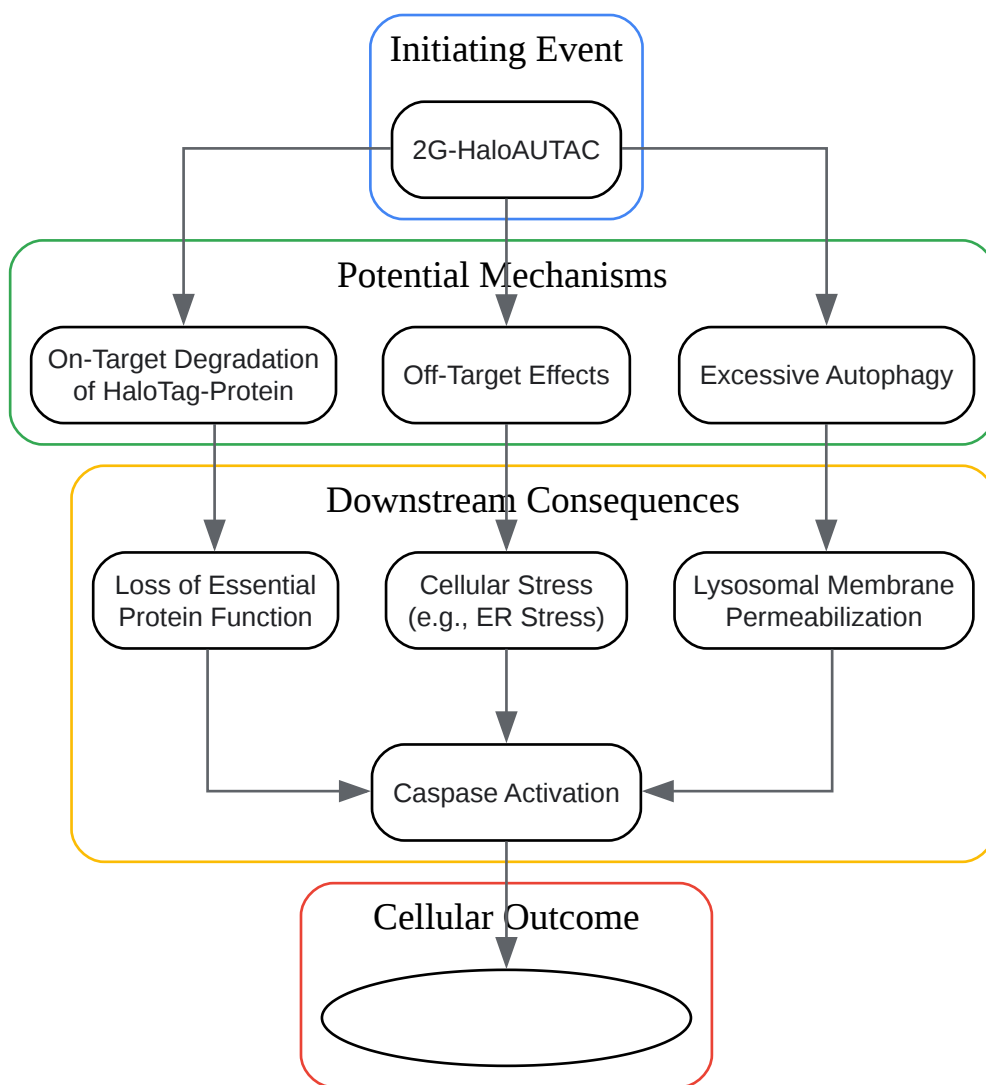 Initiating Event
2G-HaloAUTAC
Potential Mechanisms
On-Target Degradation
of HaloTag-Protein
Off-Target Effects
Excessive Autophagy
Downstream Consequences
Loss of Essential
Protein Function
Cellular Stress
(e.g., ER Stress)
Lysosomal Membrane
Permeabilization
Caspase Activation
Cellular Outcome